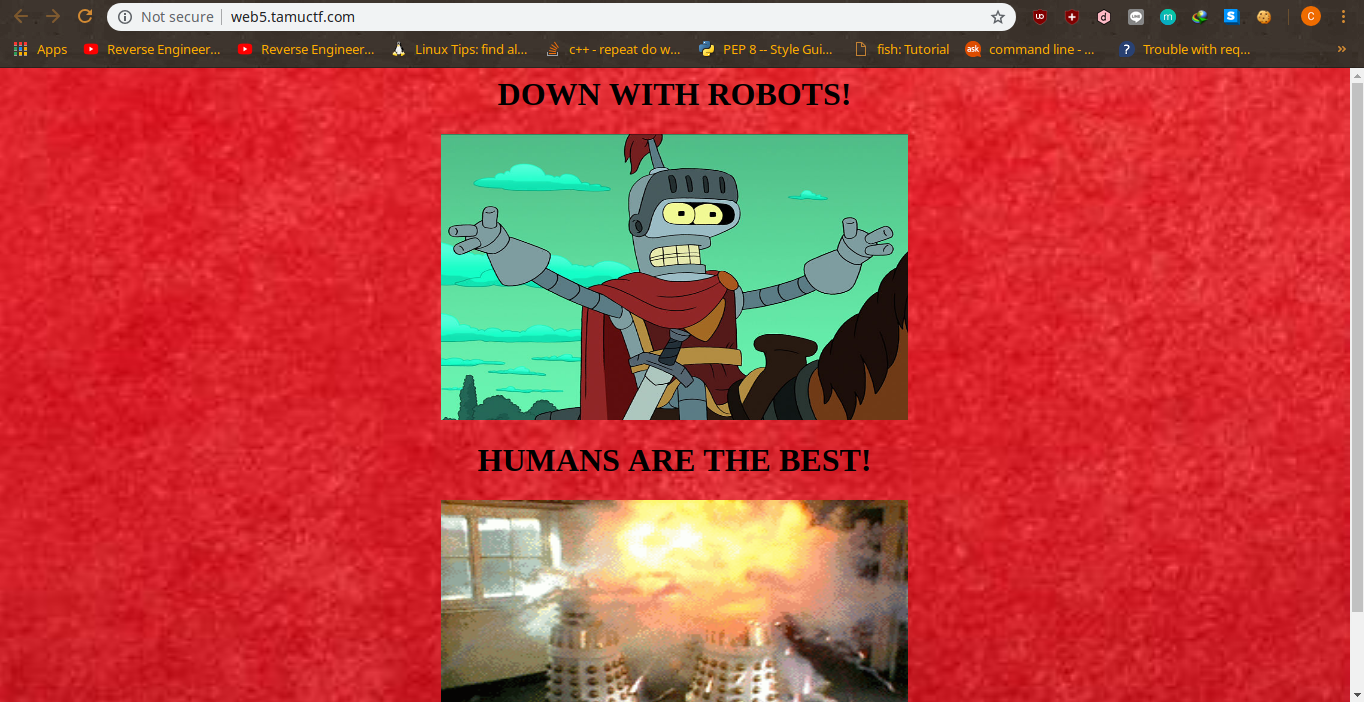 Not secure web5.tamuctf.com
C
Apps Reverse Engineer... Reverse Engineer... Linux Tips: find al... c++ - repeat do w... PEP 8 -- Style Gui... fish: Tutorial ask command line - ... ? Trouble with req... »
DOWN WITH ROBOTS!
HUMANS ARE THE BEST!